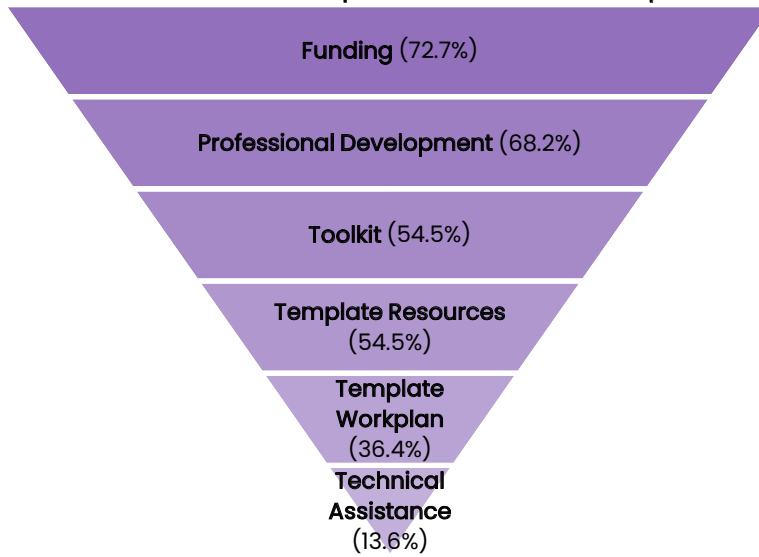 Funding (72.7%)
Professional Development (68.2%)
Toolkit (54.5%)
Template Resources
(54.5%)
Template
Workplan
(36.4%)
Technical
Assistance
(13.6%)